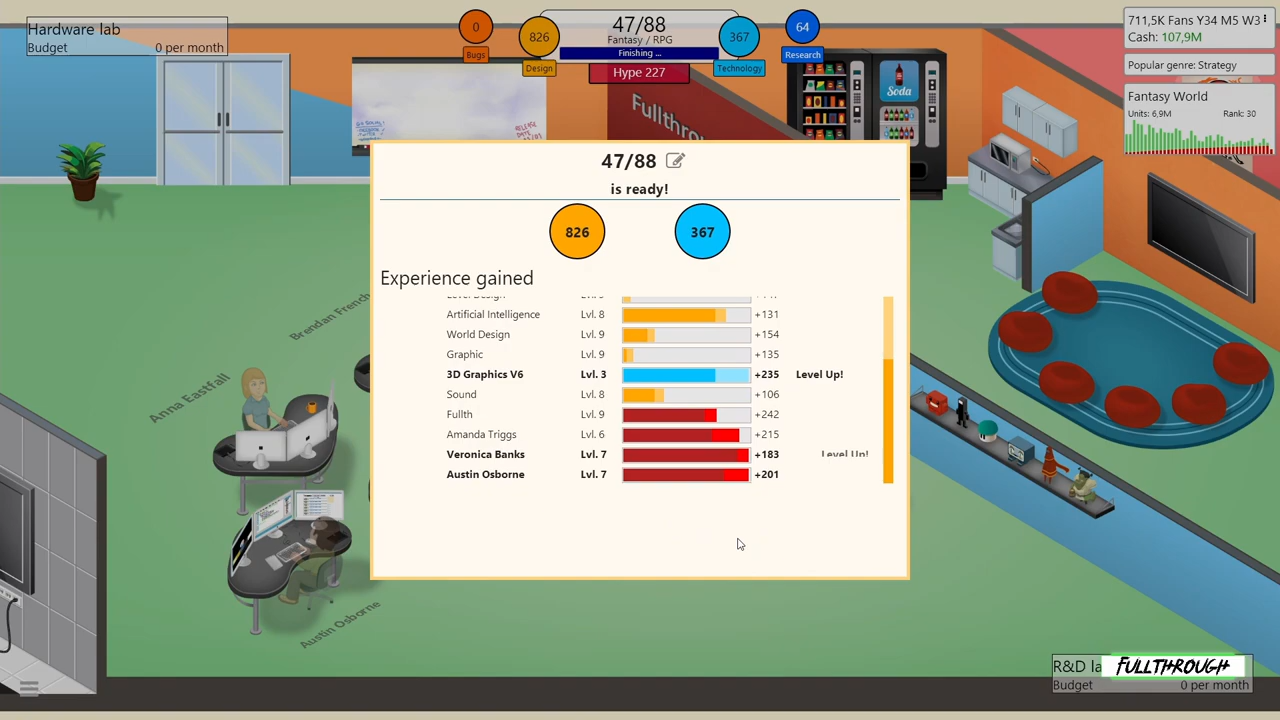 Hardware lab
Budget 0 per month
0
Bugs
826
Design
47/88
Fantasy / RPG
Finishing ...
Hype 227
367
Technology
64
Research
711,5K Fans Y34 M5 W3
Cash: 107,9M
Popular genre: Strategy
Fantasy World
Units: 6,9M Rank: 30
Soda
47/88
is ready!
826 367
Experience gained
Artificial Intelligence Lvl. 8 +131
World Design Lvl. 9 +154
Graphic Lvl. 9 +135
3D Graphics V6 Lvl. 3 +235 Level Up!
Sound Lvl. 8 +106
Fullth Lvl. 9 +242
Amanda Triggs Lvl. 6 +215
Veronica Banks Lvl. 7 +183 Level Up!
Austin Osborne Lvl. 7 +201
Brendan French
Anna Eastfall
Austin Osborne
R&D la
FULLTHROUGH
Budget 0 per month